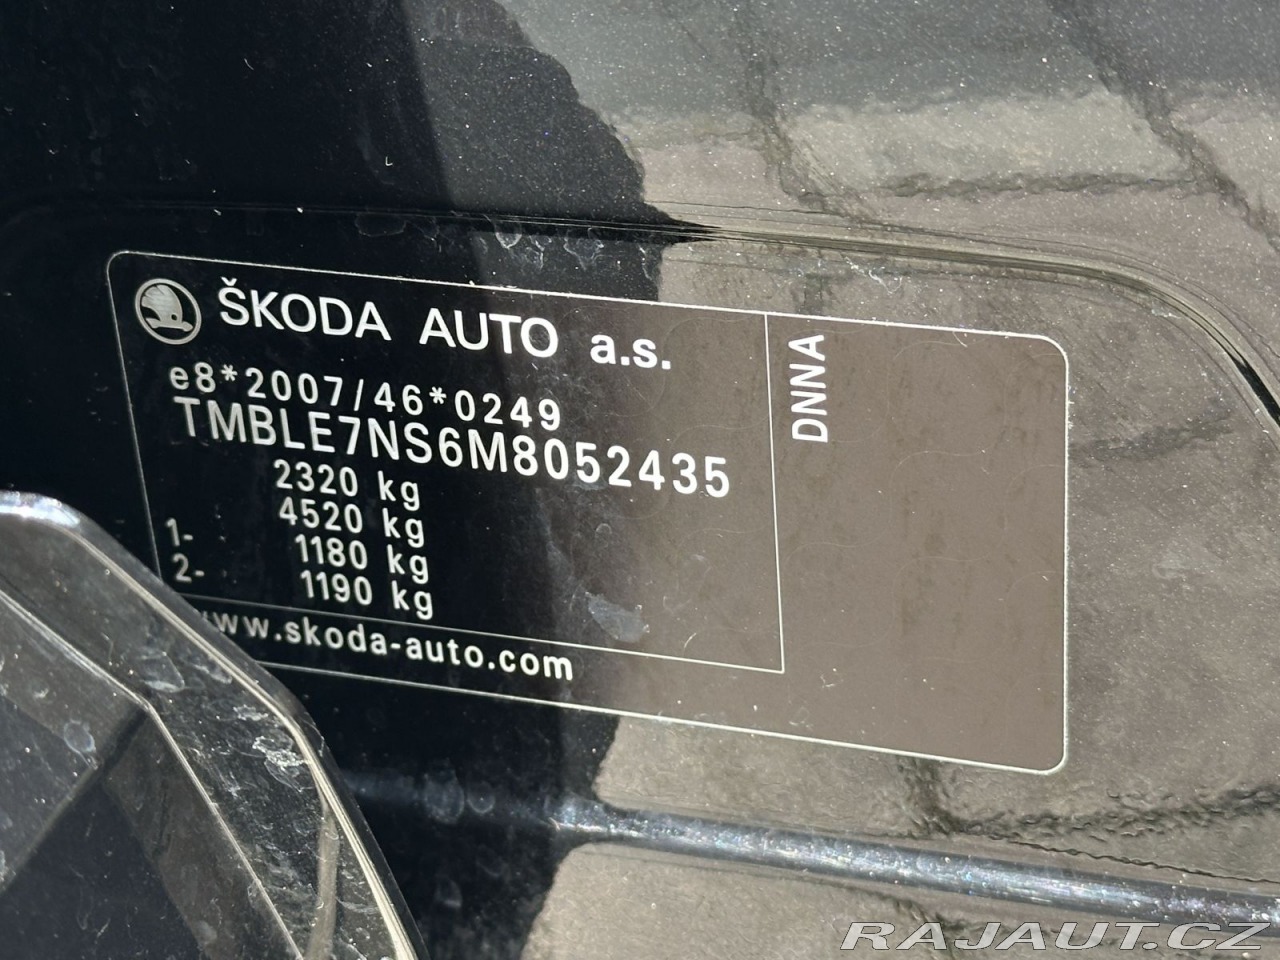 ŠKODA AUTO a.s.
e8*2007/46*0249
TMBLE7NS6M8052435
2320 kg
4520 kg
1- 1180 kg
2- 1190 kg
www.skoda-auto.com
DNNA
RAJAUT.CZ